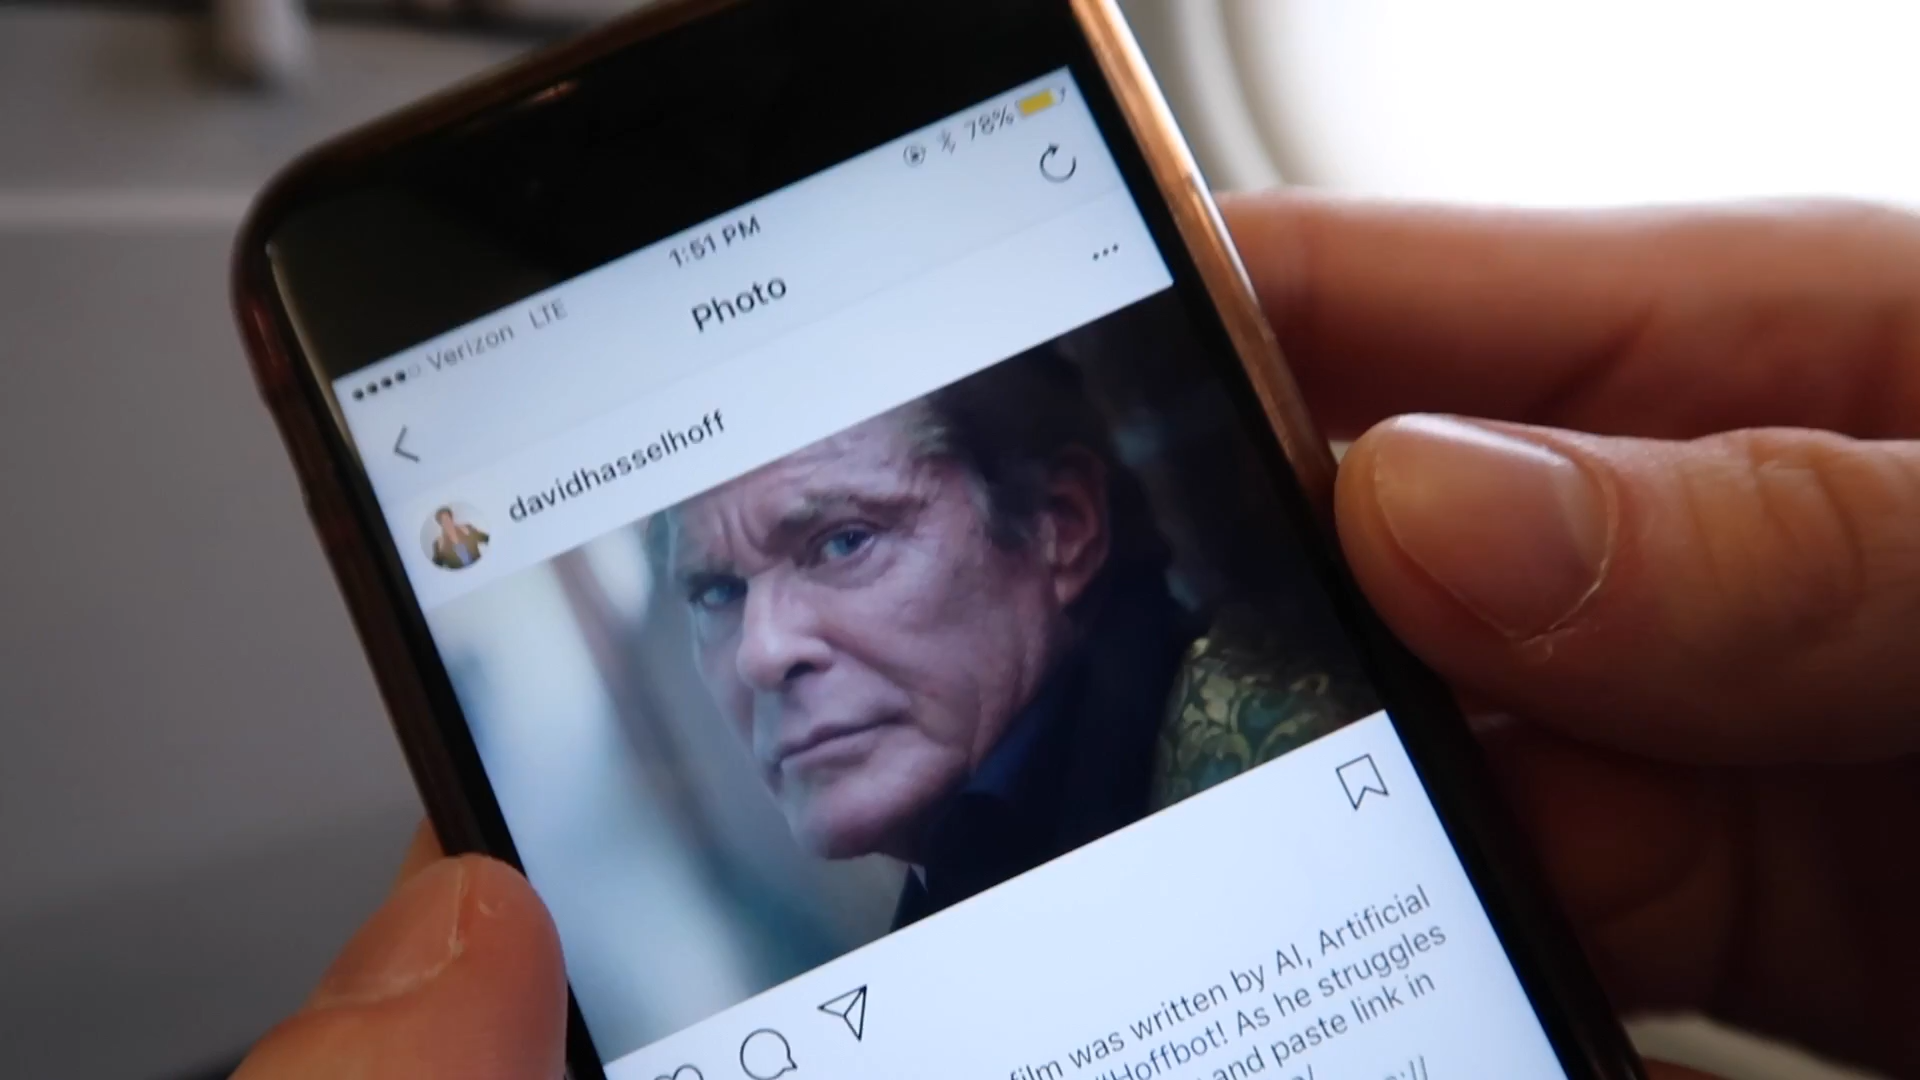 Verizon LTE
1:51 PM
78%
Photo
davidhasselhoff
film was written by AI, Artificial
Hoffbot! As he struggles
and paste link in